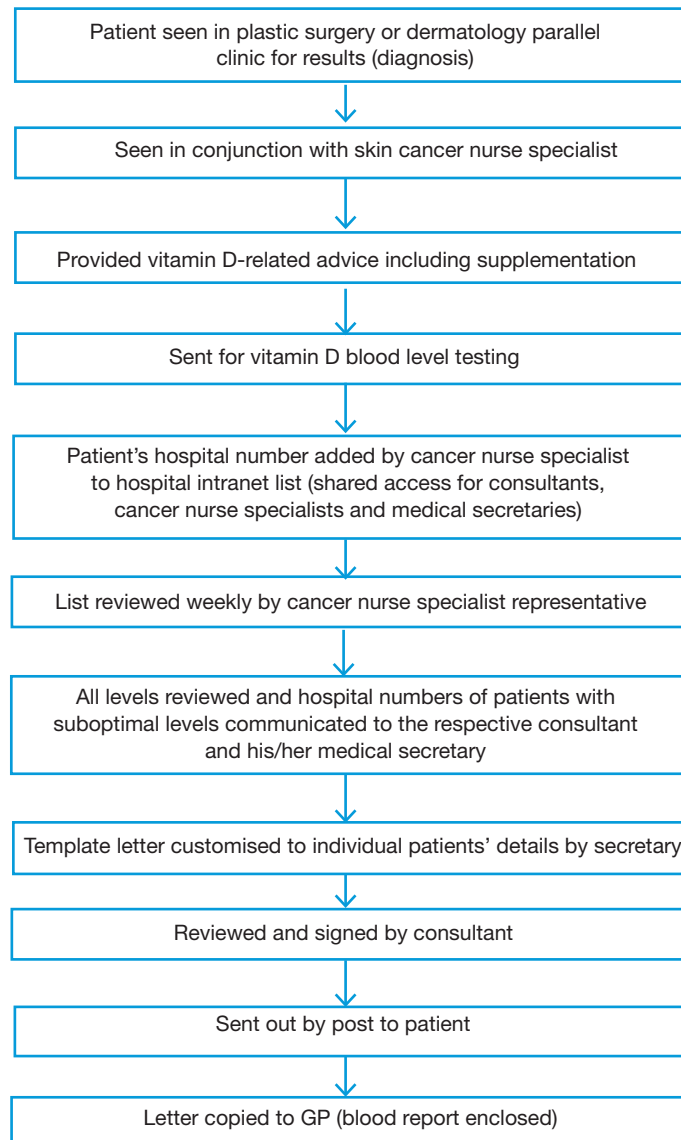 Patient seen in plastic surgery or dermatology parallel
clinic for results (diagnosis)
Seen in conjunction with skin cancer nurse specialist
Provided vitamin D-related advice including supplementation
Sent for vitamin D blood level testing
Patient’s hospital number added by cancer nurse specialist
to hospital intranet list (shared access for consultants,
cancer nurse specialists and medical secretaries)
List reviewed weekly by cancer nurse specialist representative
All levels reviewed and hospital numbers of patients with
suboptimal levels communicated to the respective consultant
and his/her medical secretary
Template letter customised to individual patients’ details by secretary
Reviewed and signed by consultant
Sent out by post to patient
Letter copied to GP (blood report enclosed)